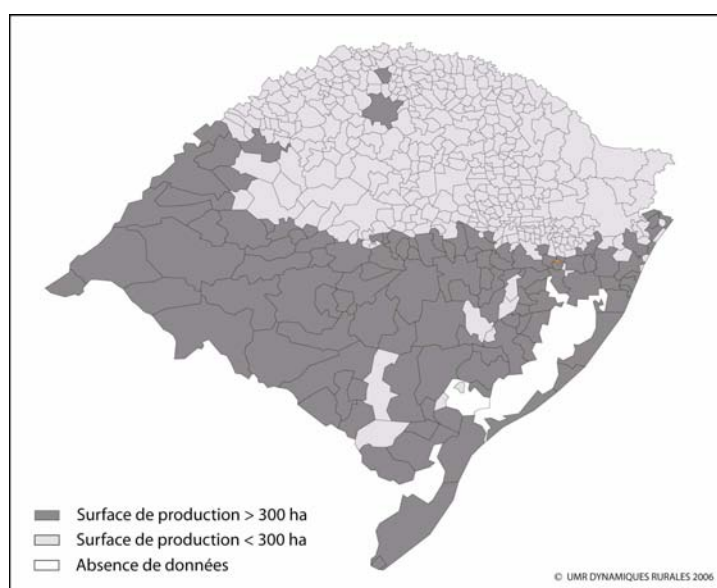 Surface de production > 300 ha
Surface de production < 300 ha
Absence de données
© UMR DYNAMIQUES RURALES 2006